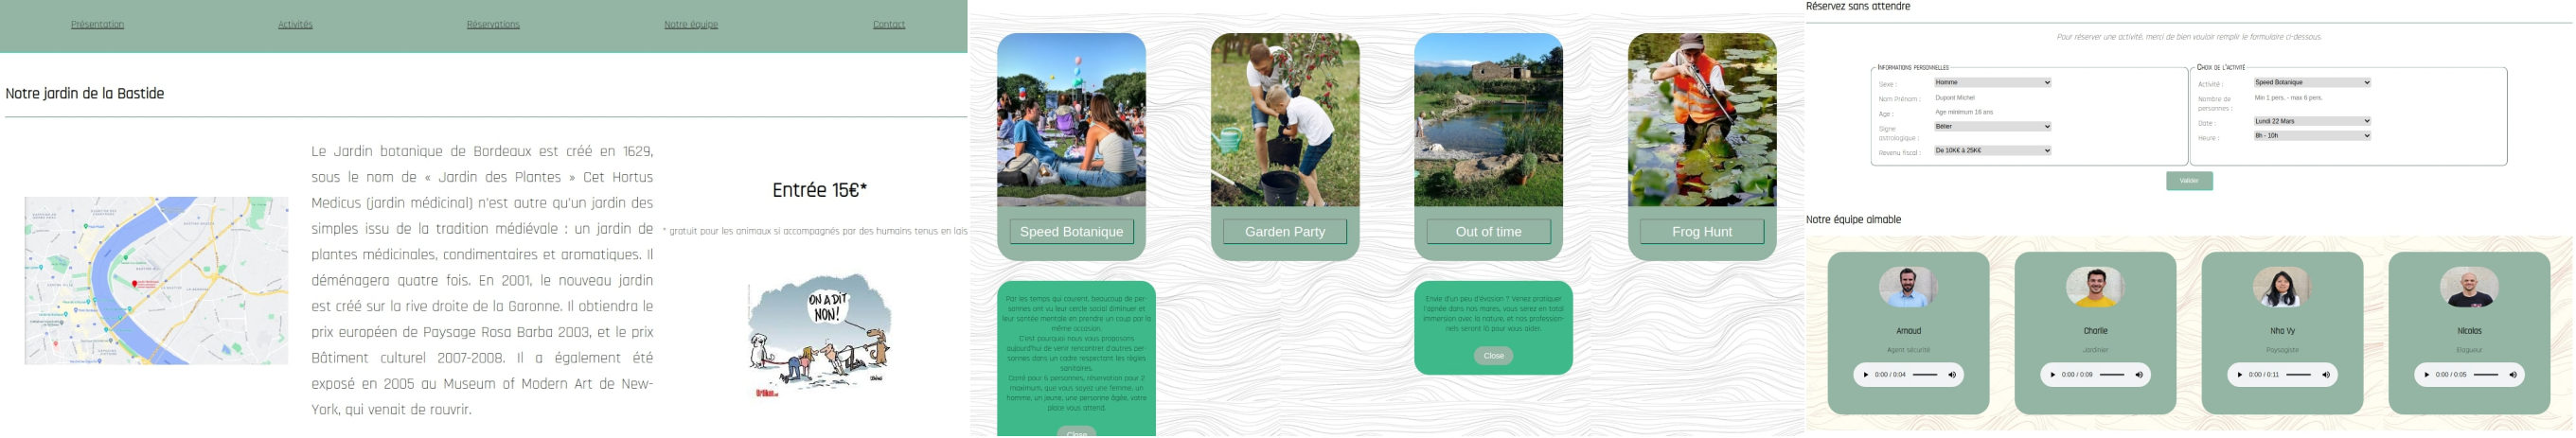 Présentation
Activités
Réservations
Notre équipe
Contact
Notre jardin de la Bastide
Le Jardin botanique de Bordeaux est créé en 1629,
sous le nom de « Jardin des Plantes » Cet Hortus
Medicus (jardin médicinal) n'est autre qu'un jardin des
simples issu de la tradition médiévale : un jardin de
plantes médicinales, condimentaires et aromatiques. Il
déménagera quatre fois. En 2001, le nouveau jardin
est créé sur la rive droite de la Garonne. Il obtiendra le
prix européen de Paysage Rosa Barba 2003, et le prix
Bâtiment culturel 2007-2008. Il a également été
exposé en 2005 au Museum of Modern Art de New-
York, qui venait de rouvrir.
Entrée 15€*
* gratuit pour les animaux si accompagnés par des humains tenus en lais
ON A DIT
NON!
Speed Botanique
Garden Party
Out of time
Frog Hunt
Par les temps qui courent, beaucoup de per-
sonnes ont vu leur cercle social diminuer et
leur santée mentale en prendre un coup par la
même occasion.
C'est pourquoi nous vous proposons
aujourd'hui de venir rencontrer d'autres per-
sonnes dans un cadre respectant les règles
sanitaires.
Carré pour 6 personnes, réservation pour 2
maximum, que vous soyez une femme, un
homme, un jeune, une personne âgée, votre
place vous attend.
Close
Envie d'un peu d'évasion ? Venez pratiquer
l'apnée dans nos mares, vous serez en total
immersion avec la nature, et nos profession-
nels seront là pour vous aider.
Close
Réservez sans attendre
Pour réserver une activité, merci de bien vouloir remplir le formulaire ci-dessous.
Informations personnelles
Sexe :
Homme
Nom Prénom :
Dupont Michel
Age :
Age minimum 16 ans
Signe
astrologique :
Bélier
Revenu fiscal :
De 10K€ à 25K€
Choix de l'activité
Activité :
Speed Botanique
Nombre de
personnes :
Min 1 pers. - max 6 pers.
Date :
Lundi 22 Mars
Heure :
8h - 10h
Valider
Notre équipe aimable
Arnaud
Agent sécurité
0:00 / 0:04
Charlie
Jardinier
0:00 / 0:09
Nha Vy
Paysagiste
0:00 / 0:11
Nicolas
Elagueur
0:00 / 0:05